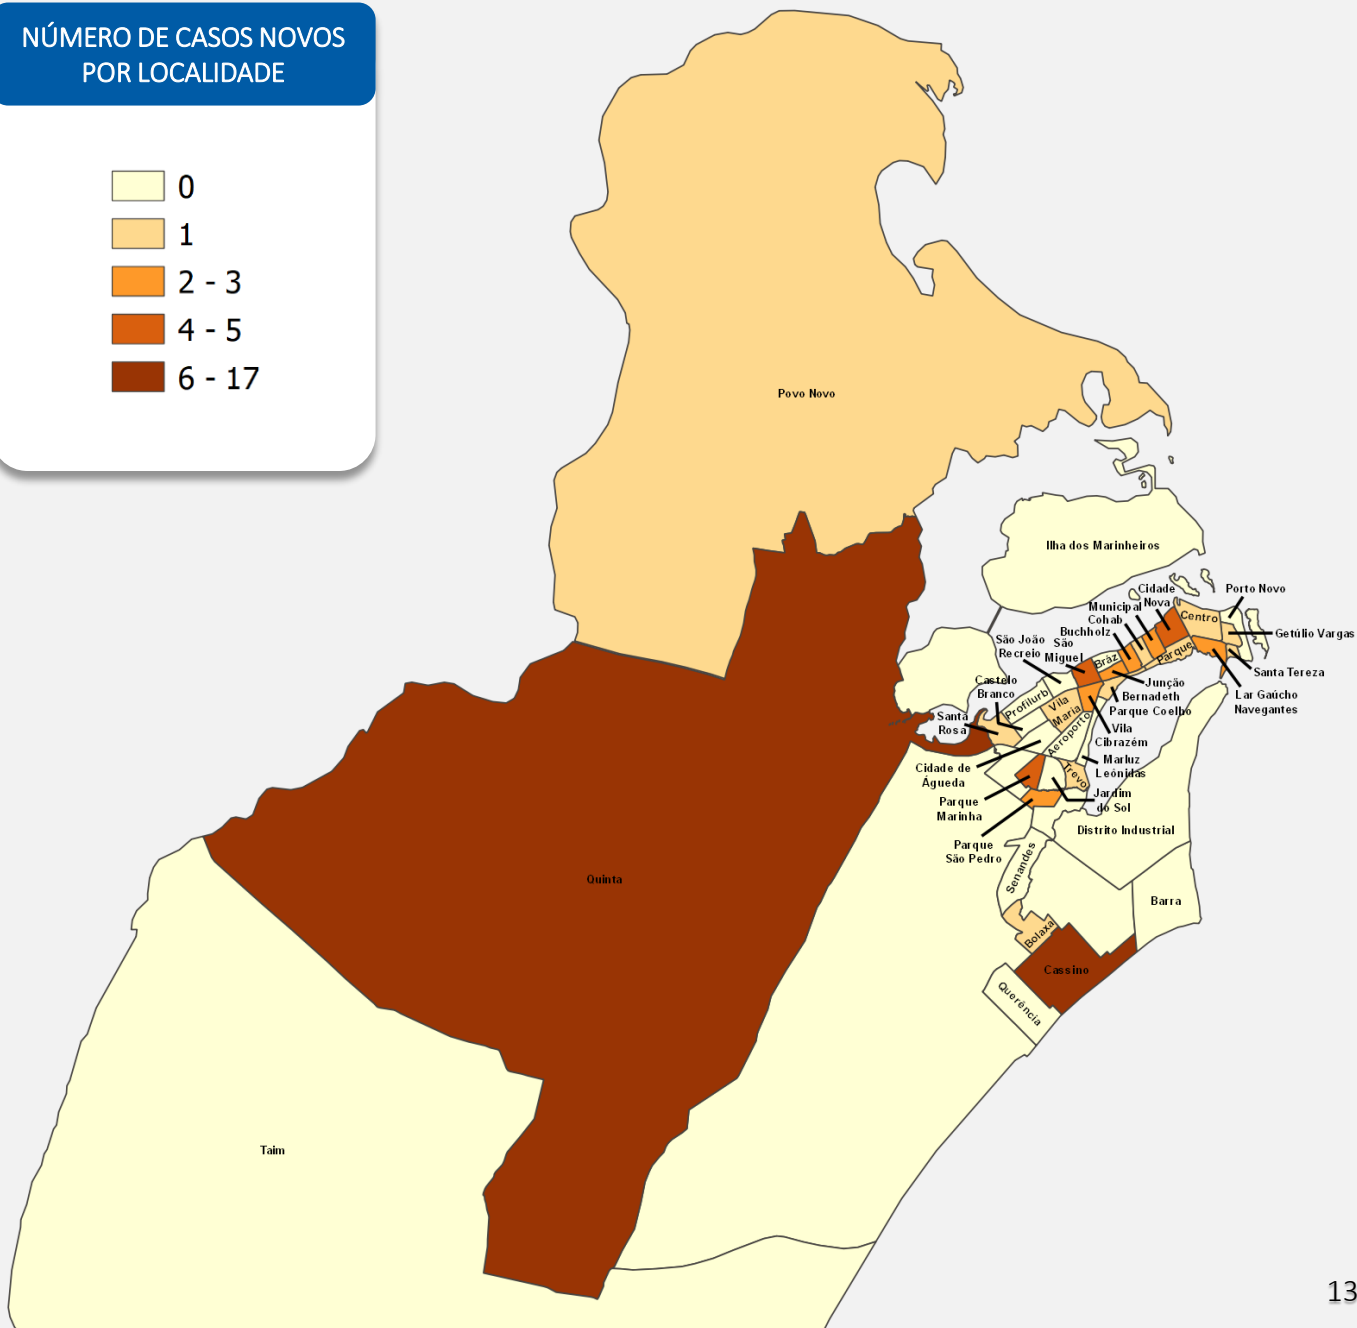 NÚMERO DE CASOS NOVOS
POR LOCALIDADE
0
1
2 - 3
4 - 5
6 - 17
Povo Novo
Ilha dos Marinheiros
Cidade
Nova
Porto Novo
Municipal
Cohab
Centro
Buchholz
Getúlio Vargas
São João
Recreio
São
Miguel
Bráz
Parque
Santa Tereza
Castelo
Branco
Junção
Bernadeth
Parque Coelho
Lar Gaúcho
Navegantes
Profilurb
Vila
Maria
Santa
Rosa
Aeroporto
Vila
Cibrazém
Cidade de
Águeda
Marluz
Leónidas
Trevo
Parque
Marinha
Jardim
do Sol
Distrito Industrial
Parque
São Pedro
Senandes
Quinta
Barra
Bolaxa
Cassino
Querência
Taim
13